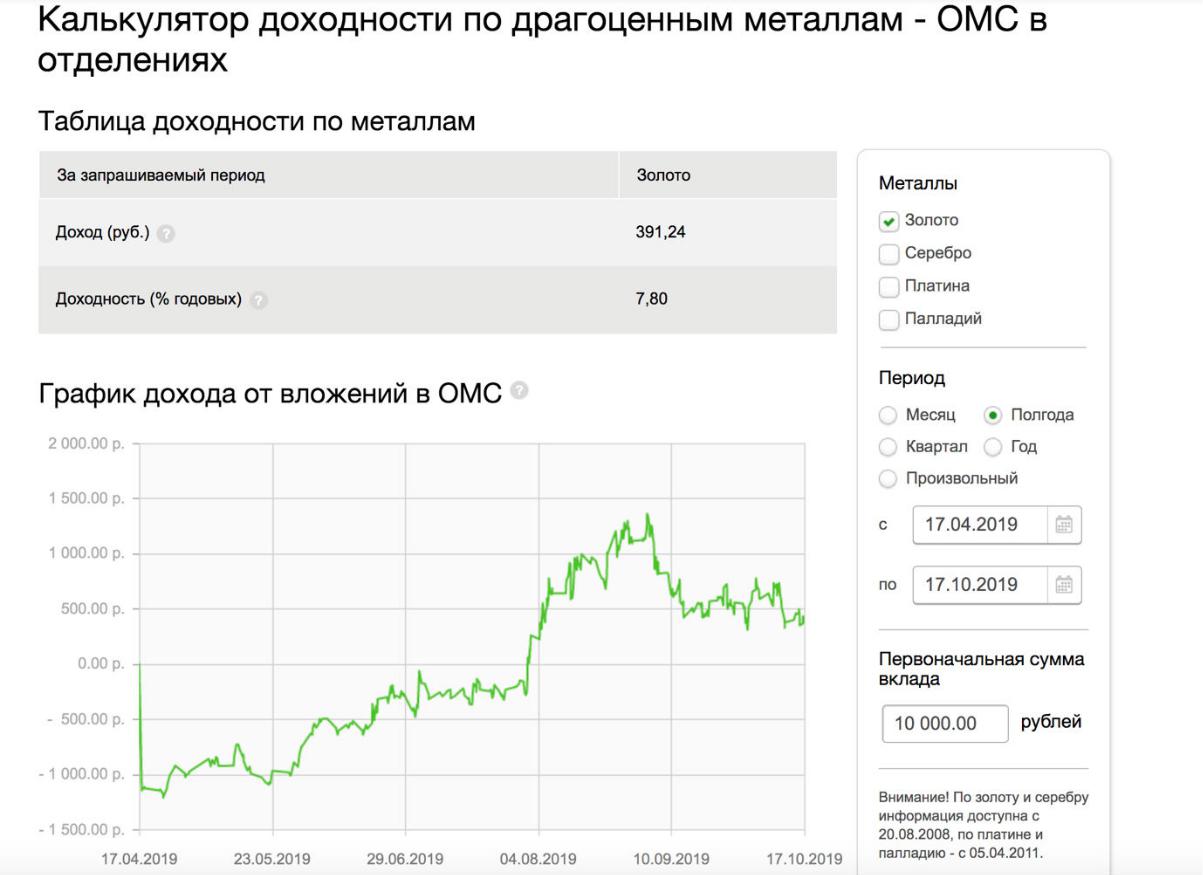 Калькулятор доходности по драгоценным металлам - ОМС в
отделениях
Таблица доходности по металлам
За запрашиваемый период Золото
Доход (руб.) ? 391,24
Доходность (% годовых) ? 7,80
График дохода от вложений в ОМС ?
2 000.00 р.
1 500.00 р.
1 000.00 р.
500.00 р.
0.00 р.
- 500.00 р.
- 1 000.00 р.
- 1 500.00 р.
17.04.2019 23.05.2019 29.06.2019 04.08.2019 10.09.2019 17.10.2019
Металлы
Золото
Серебро
Платина
Палладий
Период
Месяц Полгода
Квартал Год
Произвольный
с 17.04.2019
по 17.10.2019
Первоначальная сумма
вклада
10 000.00 рублей
Внимание! По золоту и серебру
информация доступна с
20.08.2008, по платине и
палладию - с 05.04.2011.